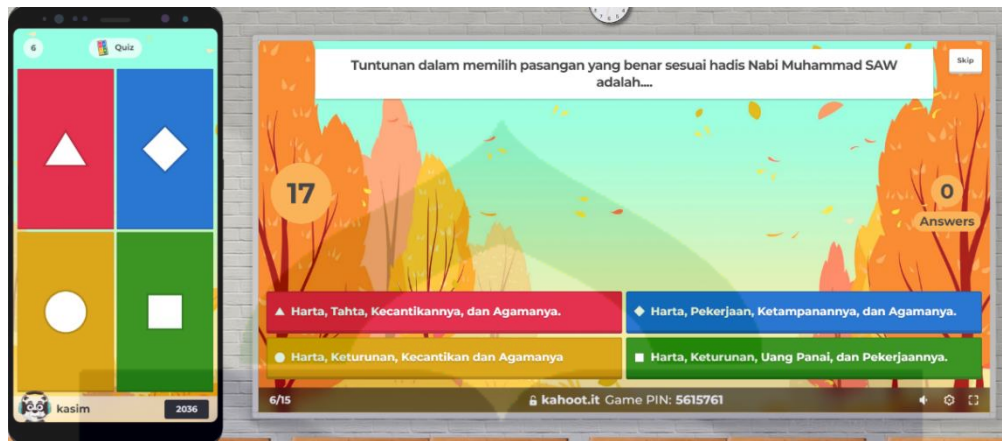 6
Quiz
kasim
2036
Tuntunan dalam memilih pasangan yang benar sesuai hadis Nabi Muhammad SAW
adalah....
Skip
17
0
Answers
Harta, Tahta, Kecantikannya, dan Agamanya.
Harta, Pekerjaan, Ketampanannya, dan Agamanya.
Harta, Keturunan, Kecantikan dan Agamanya
Harta, Keturunan, Uang Panai, dan Pekerjaannya.
6/15
kahoot.it Game PIN: 5615761